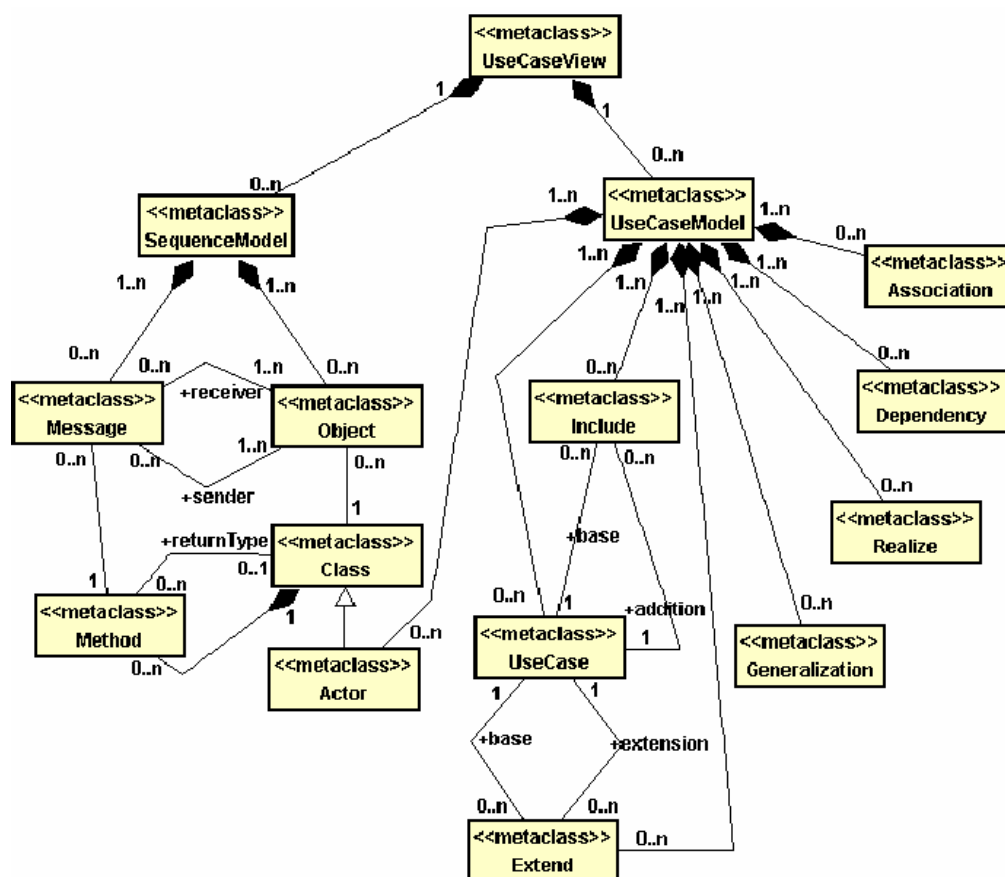 <<metaclass>>
UseCaseView
1
1
0..n
0..n
<<metaclass>>
SequenceModel
1..n
<<metaclass>>
UseCaseModel
1..n
0..n
<<metaclass>>
Association
1..n
1..n
1..n
1..n
1..n
1..n
1..n
1..n
0..n
0..n
0..n
0..n
0..n
1..n
+receiver
<<metaclass>>
Message
<<metaclass>>
Object
<<metaclass>>
Include
<<metaclass>>
Dependency
0..n
0..n
1..n
0..n
0..n
0..n
+sender
0..n
1
<<metaclass>>
Realize
+returnType
0..1
<<metaclass>>
Class
+base
1
0..n
1
<<metaclass>>
Method
0..n
0..n
0..n
1
+addition
1
0..n
<<metaclass>>
UseCase
<<metaclass>>
Generalization
<<metaclass>>
Actor
1
1
+base
+extension
0..n
0..n
<<metaclass>>
Extend
0..n